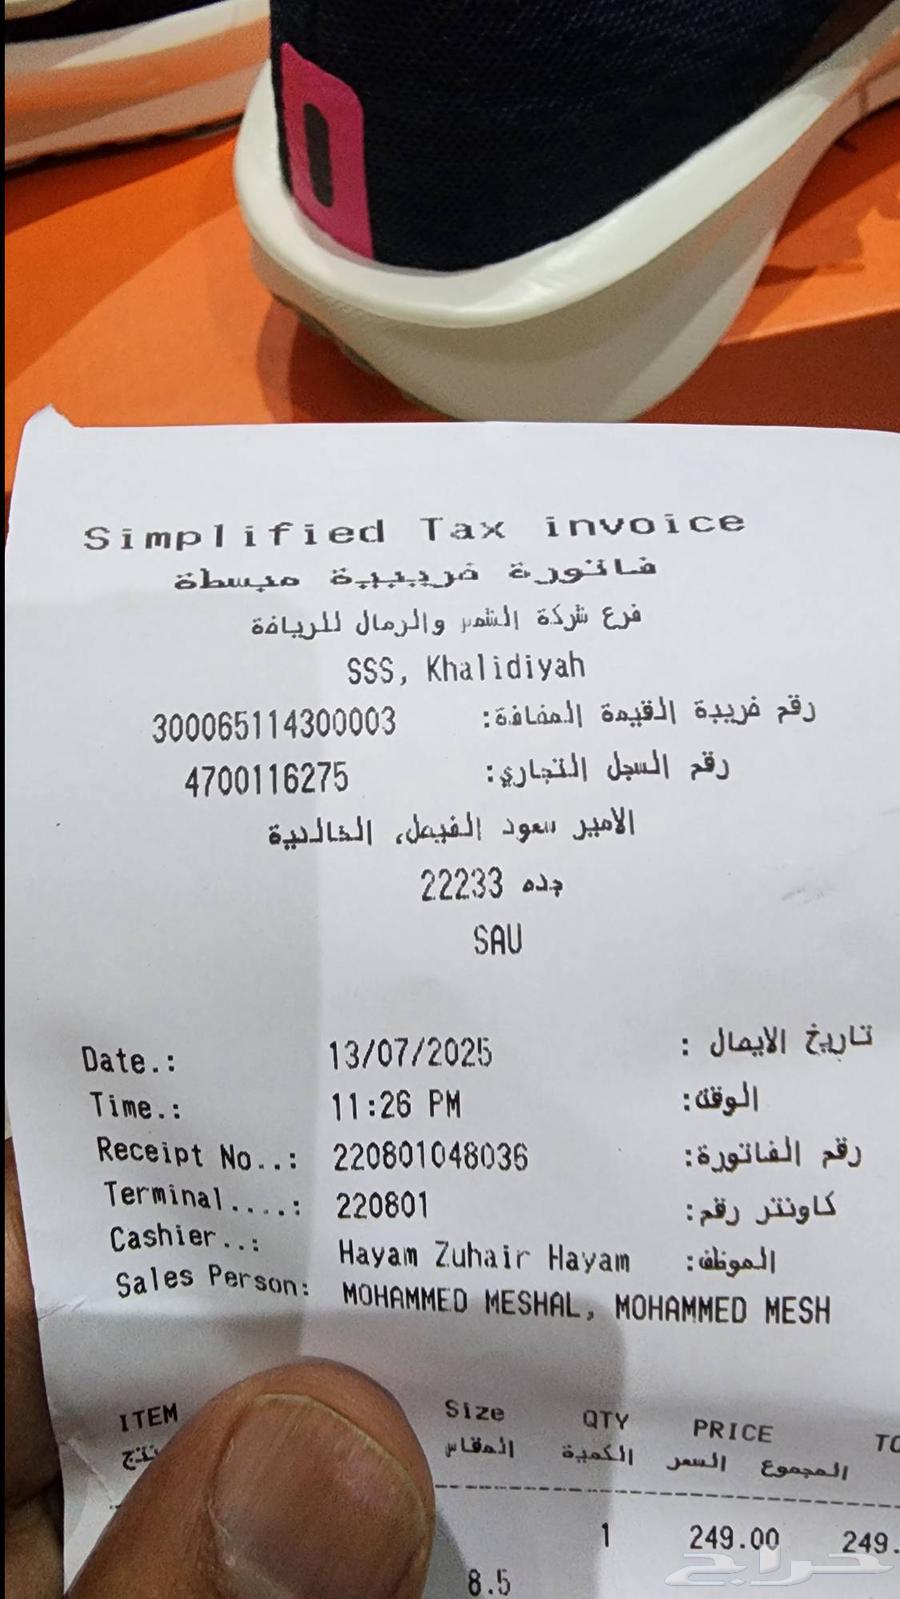 Simplified Tax invoice
فاتورة ضريبية مبسطة
فرع شركة الشمس والرمال للرياضة
SSS, Khalidiyah
رقم ضريبة القيمة المضافة: 300065114300003
رقم السجل التجاري: 4700116275
الامير سعود الفيصل، الخالدية
جده 22233
SAU
Date.: 13/07/2025 تاريخ الايصال :
Time.: 11:26 PM الوقت:
Receipt No..: 220801048036 رقم الفاتورة:
Terminal....: 220801 كاونتر رقم:
Cashier..: Hayam Zuhair Hayam الموظف:
Sales Person: MOHAMMED MESHAL, MOHAMMED MESH
ITEM Size QTY PRICE TO
المقاس الكمية السعر المجموع
1 249.00 249.
8.5
حراج